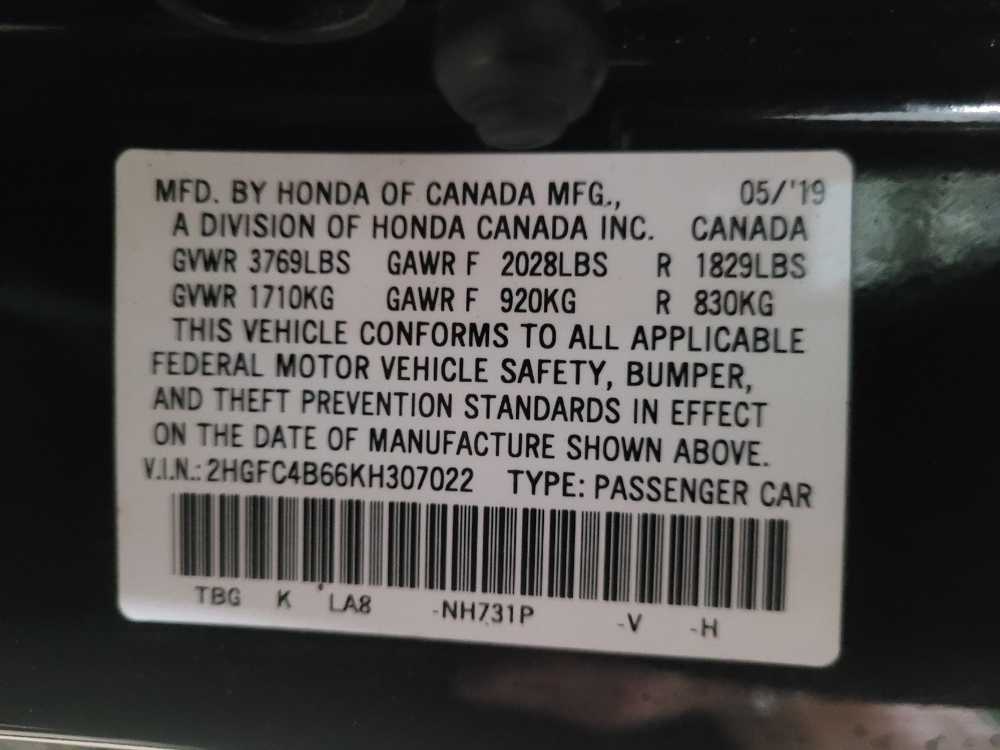 MFD. BY HONDA OF CANADA MFG., 05/'19
A DIVISION OF HONDA CANADA INC. CANADA
GVWR 3769LBS GAWR F 2028LBS R 1829LBS
GVWR 1710KG GAWR F 920KG R 830KG
THIS VEHICLE CONFORMS TO ALL APPLICABLE
FEDERAL MOTOR VEHICLE SAFETY, BUMPER,
AND THEFT PREVENTION STANDARDS IN EFFECT
ON THE DATE OF MANUFACTURE SHOWN ABOVE.
V.I.N.: 2HGFC4B66KH307022 TYPE: PASSENGER CAR
TBG K LA8 -NH731P -V -H